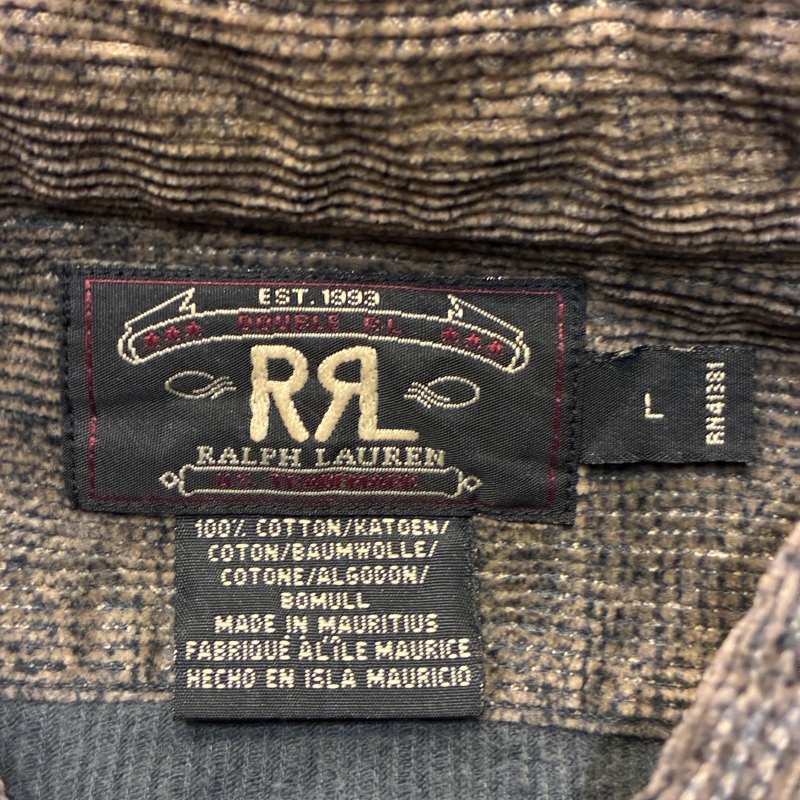 EST. 1993
DOUBLE RL
RRL
RALPH LAUREN
U.S. TRADEMARK
L
RN41381
100% COTTON/KATOEN/
COTON/BAUMWOLLE/
COTONE/ALGODON/
BOMULL
MADE IN MAURITIUS
FABRIQUÉ À L'ÎLE MAURICE
HECHO EN ISLA MAURICIO